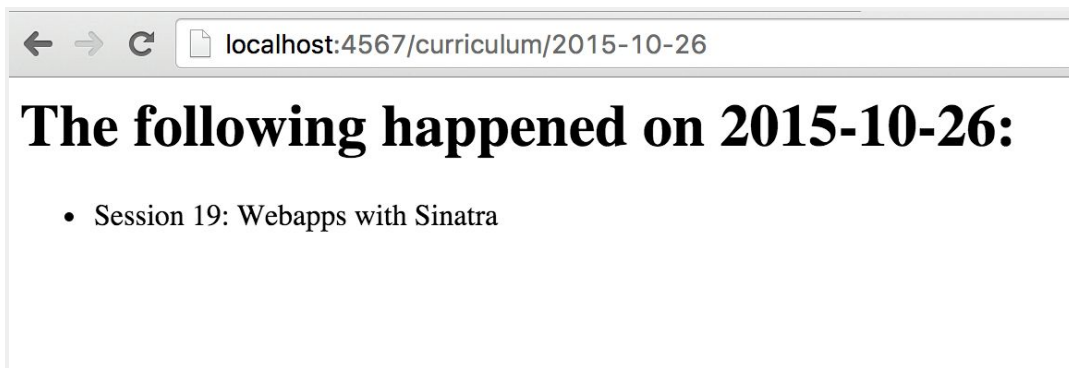 localhost:4567/curriculum/2015-10-26
The following happened on 2015-10-26:
• Session 19: Webapps with Sinatra